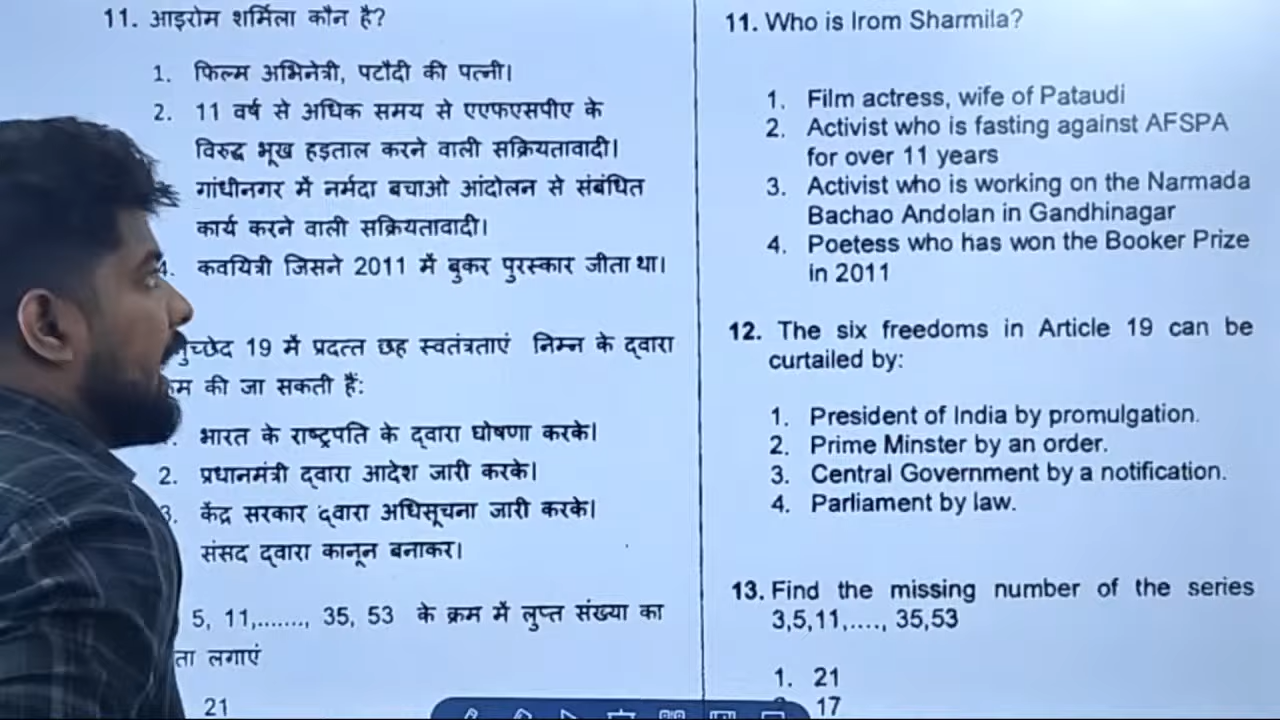 11. आइरोम शर्मिला कौन है?
1. फिल्म अभिनेत्री, पटौदी की पत्नी।
2. 11 वर्ष से अधिक समय से एएफएसपीए के
विरुद्ध भूख हड़ताल करने वाली सक्रियतावादी।
गांधीनगर में नर्मदा बचाओ आंदोलन से संबंधित
कार्य करने वाली सक्रियतावादी।
4. कवयित्री जिसने 2011 में बुकर पुरस्कार जीता था।
19 में प्रदत्त छह स्वतंत्रताएं निम्न के द्वारा
की जा सकती हैं:
भारत के राष्ट्रपति के द्वारा घोषणा करके।
2. प्रधानमंत्री द्वारा आदेश जारी करके।
3. केंद्र सरकार द्वारा अधिसूचना जारी करके।
संसद द्वारा कानून बनाकर।
5, 11,......., 35, 53 के क्रम में लुप्त संख्या का
लगाएं
21
11. Who is Irom Sharmila?
1. Film actress, wife of Pataudi
2. Activist who is fasting against AFSPA
for over 11 years
3. Activist who is working on the Narmada
Bachao Andolan in Gandhinagar
4. Poetess who has won the Booker Prize
in 2011
12. The six freedoms in Article 19 can be
curtailed by:
1. President of India by promulgation.
2. Prime Minster by an order.
3. Central Government by a notification.
4. Parliament by law.
13. Find the missing number of the series
3,5,11,...., 35,53
1. 21
17